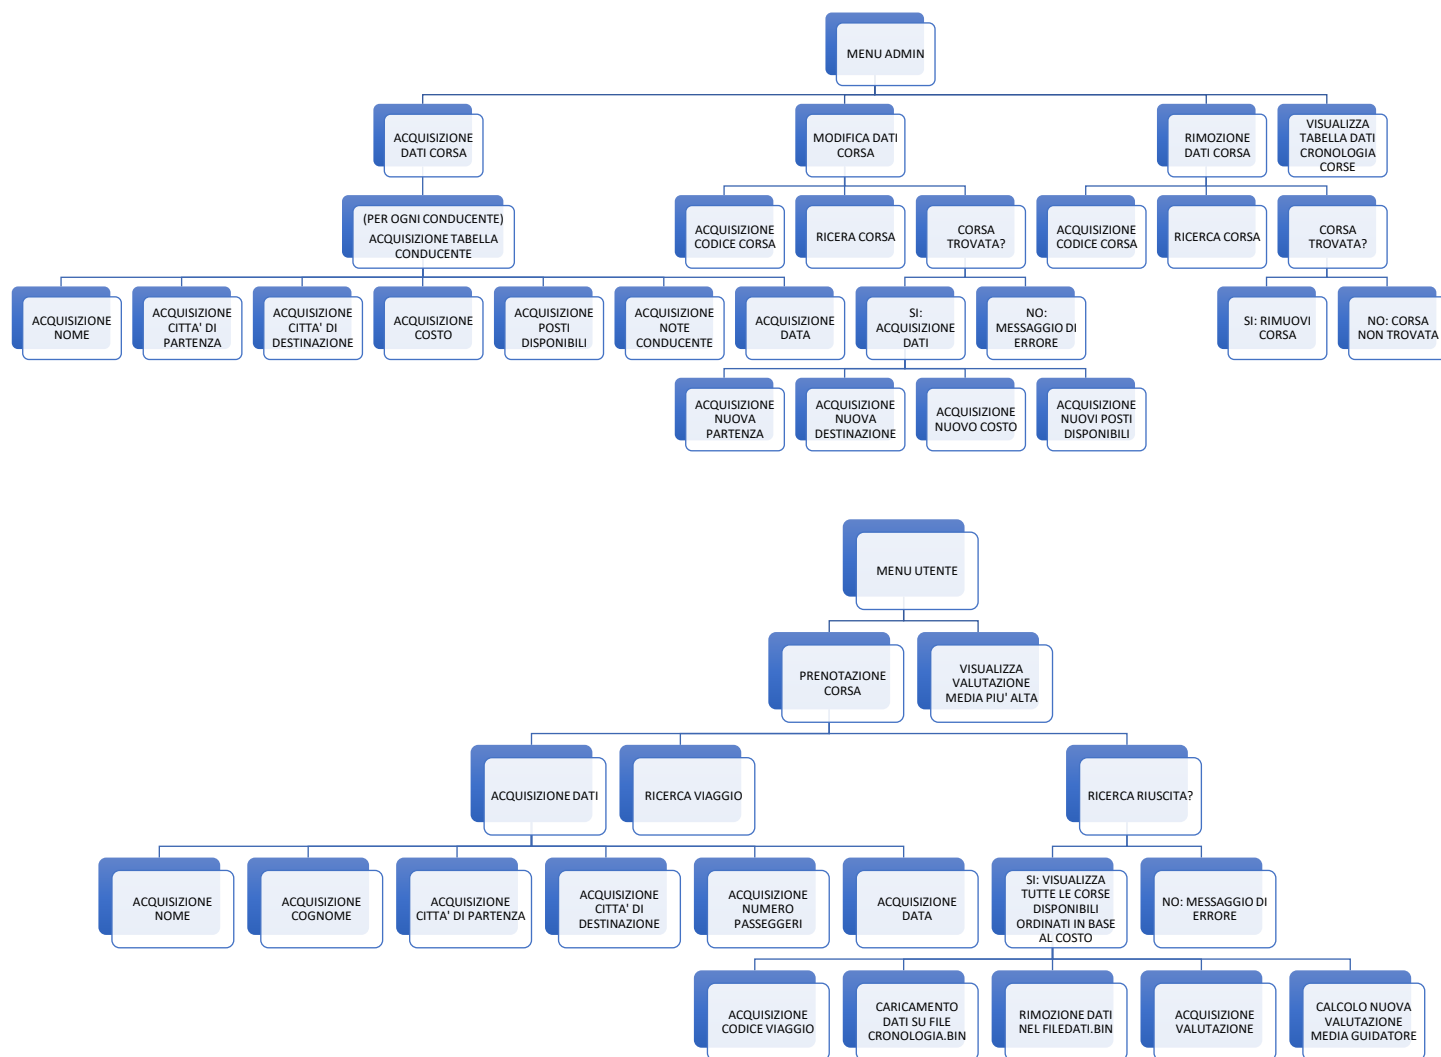 MENU ADMIN
ACQUISIZIONE
DATI CORSA
MODIFICA DATI
CORSA
RIMOZIONE
DATI CORSA
VISUALIZZA
TABELLA DATI
CRONOLOGIA
CORSE
(PER OGNI CONDUCENTE)
ACQUISIZIONE TABELLA
CONDUCENTE
ACQUISIZIONE
CODICE CORSA
RICERA CORSA
CORSA
TROVATA?
ACQUISIZIONE
CODICE CORSA
RICERCA CORSA
CORSA
TROVATA?
ACQUISIZIONE
NOME
ACQUISIZIONE
CITTA' DI
PARTENZA
ACQUISIZIONE
CITTA' DI
DESTINAZIONE
ACQUISIZIONE
COSTO
ACQUISIZIONE
POSTI
DISPONIBILI
ACQUISIZIONE
NOTE
CONDUCENTE
ACQUISIZIONE
DATA
SI:
ACQUISIZIONE
DATI
NO:
MESSAGGIO DI
ERRORE
SI: RIMUOVI
CORSA
NO: CORSA
NON TROVATA
ACQUISIZIONE
NUOVA
PARTENZA
ACQUISIZIONE
NUOVA
DESTINAZIONE
ACQUISIZIONE
NUOVO COSTO
ACQUISIZIONE
NUOVI POSTI
DISPONIBILI
MENU UTENTE
PRENOTAZIONE
CORSA
VISUALIZZA
VALUTAZIONE
MEDIA PIU' ALTA
ACQUISIZIONE DATI
RICERCA VIAGGIO
RICERCA RIUSCITA?
ACQUISIZIONE
NOME
ACQUISIZIONE
COGNOME
ACQUISIZIONE
CITTA' DI PARTENZA
ACQUISIZIONE
CITTA' DI
DESTINAZIONE
ACQUISIZIONE
NUMERO
PASSEGGERI
ACQUISIZIONE
DATA
SI: VISUALIZZA
TUTTE LE CORSE
DISPONIBILI
ORDINATI IN BASE
AL COSTO
NO: MESSAGGIO DI
ERRORE
ACQUISIZIONE
CODICE VIAGGIO
CARICAMENTO
DATI SU FILE
CRONOLOGIA.BIN
RIMOZIONE DATI
NEL FILEDATI.BIN
ACQUISIZIONE
VALUTAZIONE
CALCOLO NUOVA
VALUTAZIONE
MEDIA GUIDATORE